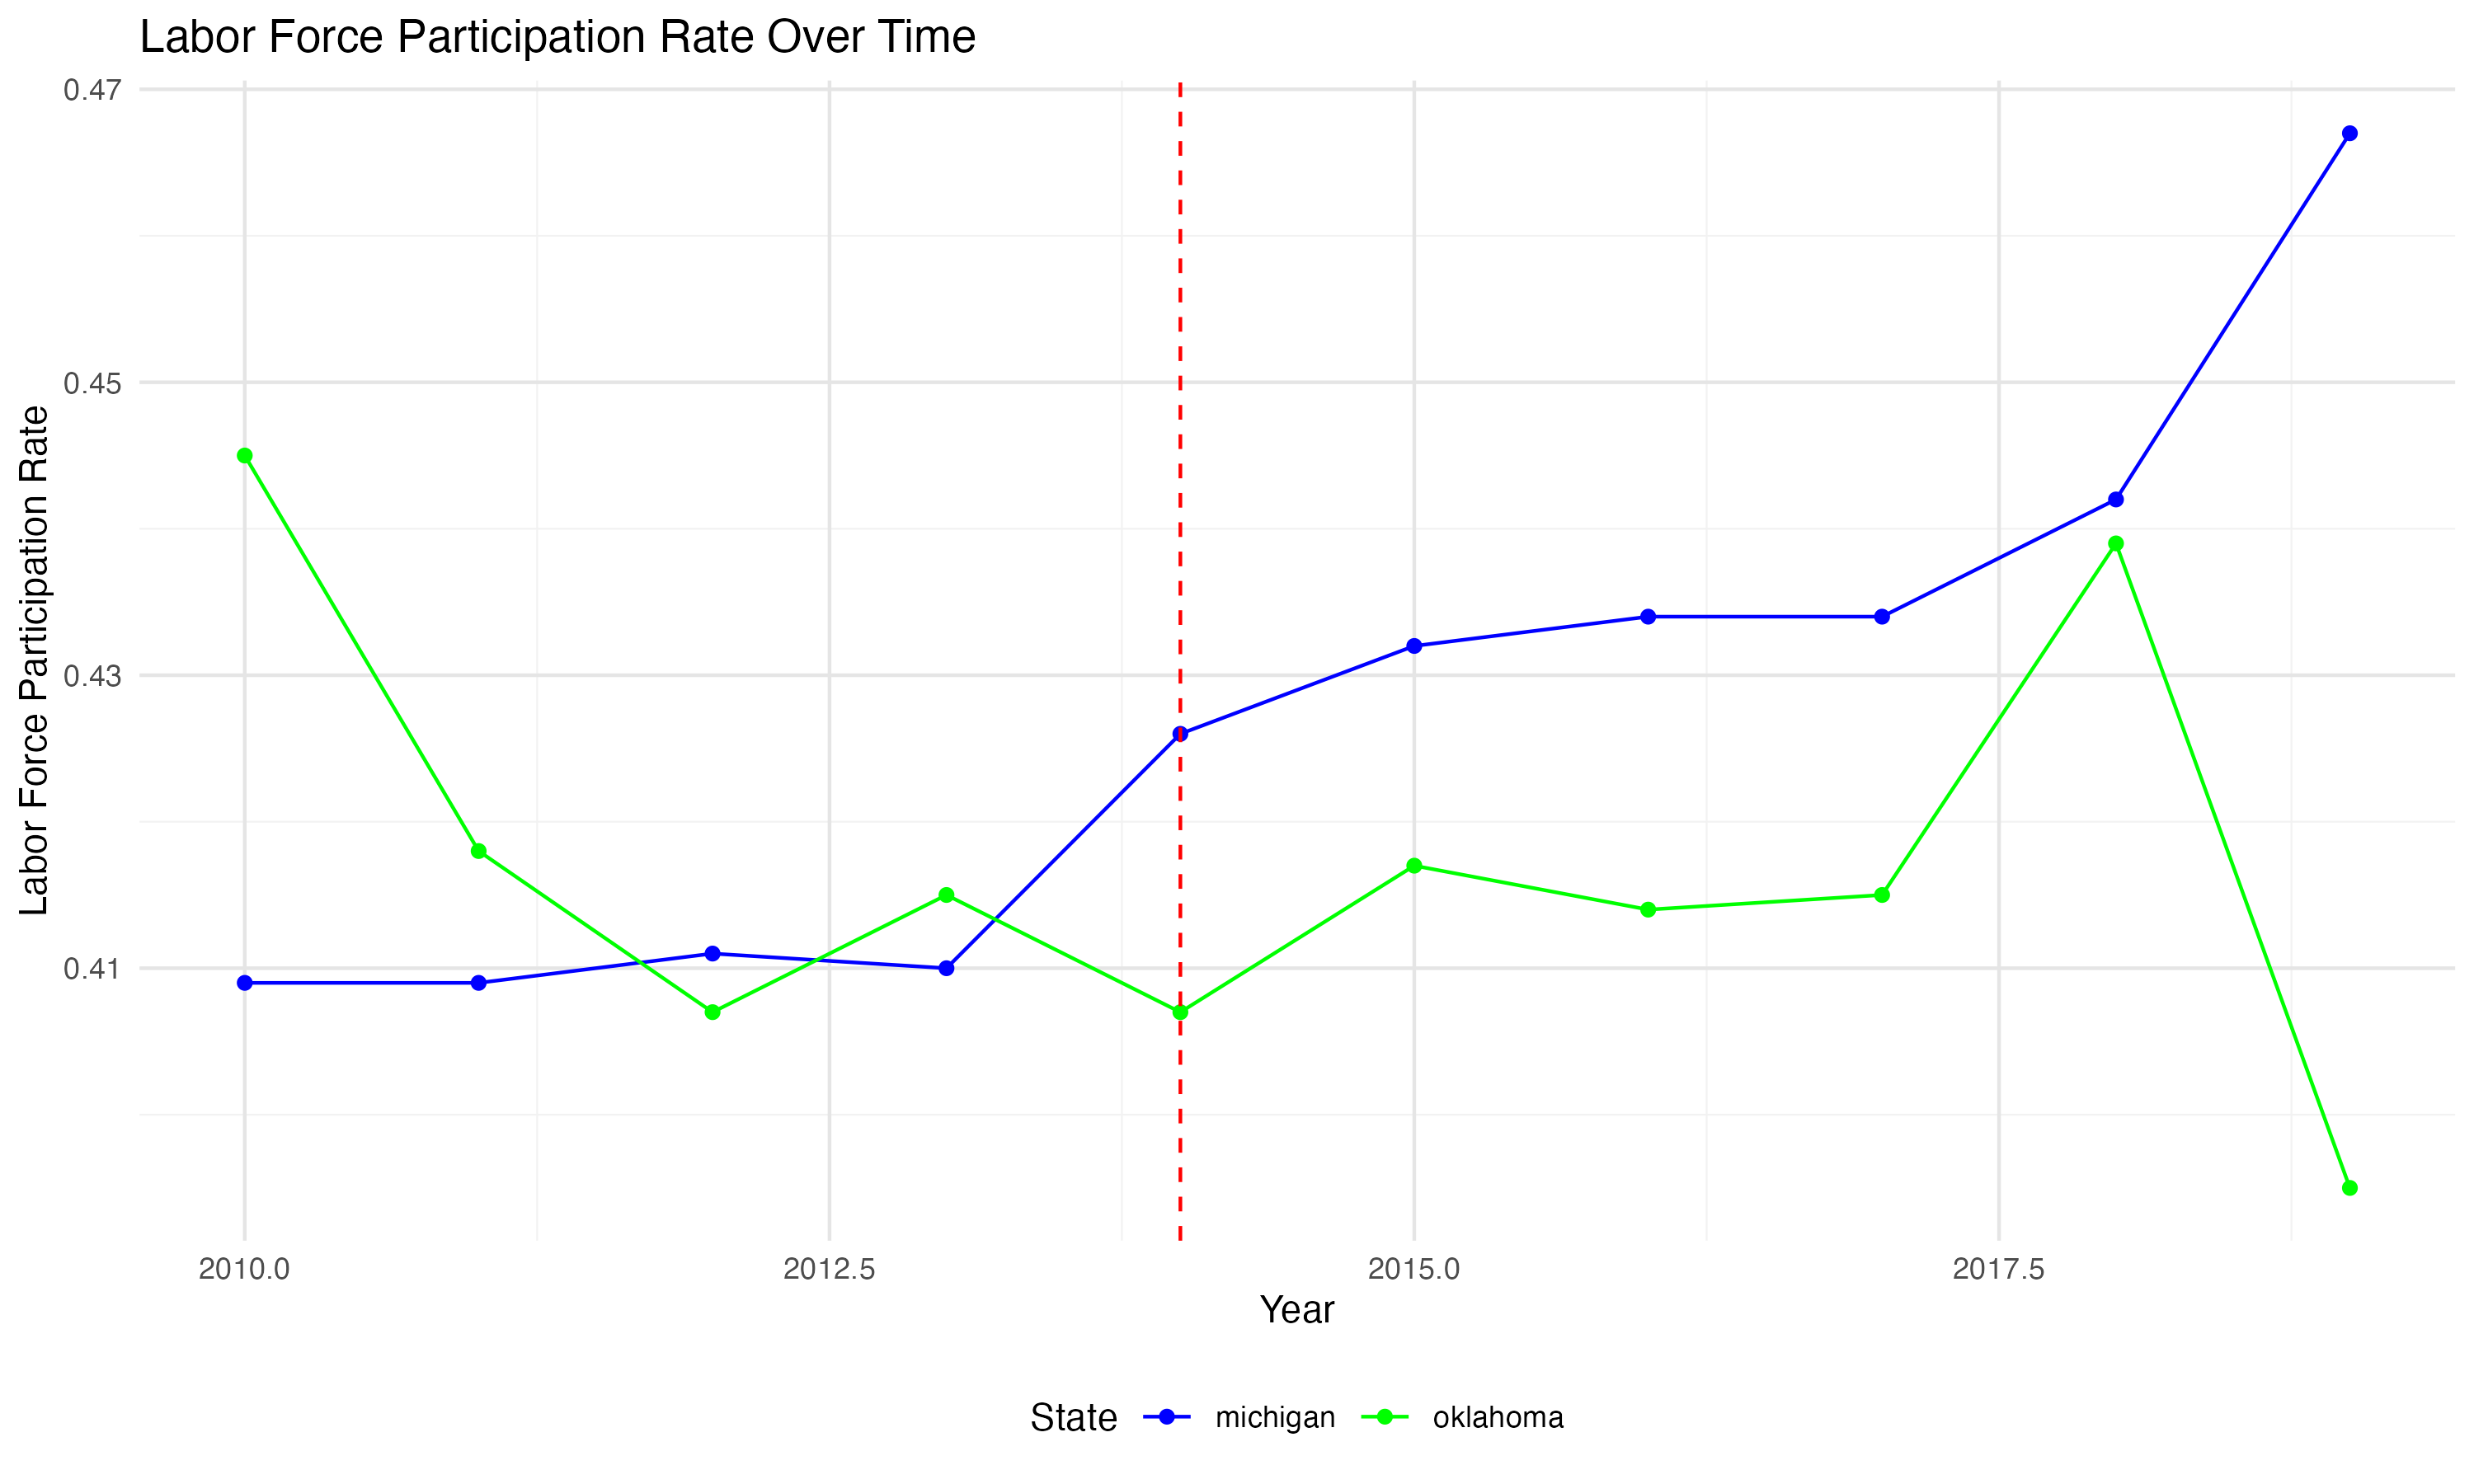 Labor Force Participation Rate Over Time
Labor Force Participation Rate
0.47
0.45
0.43
0.41
2010.0 2012.5 2015.0 2017.5
Year
State michigan oklahoma